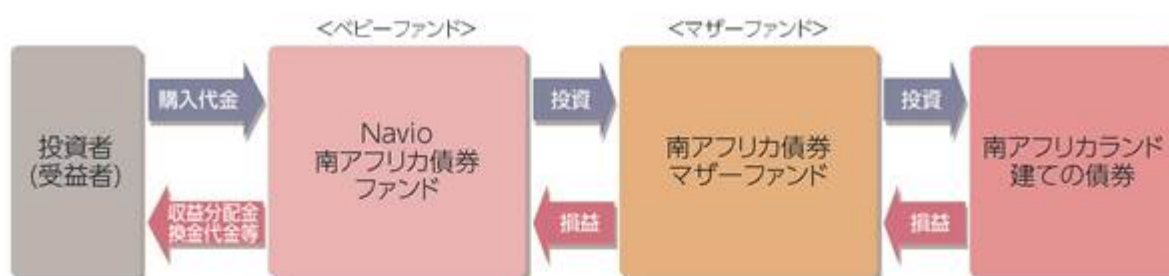 <ベビーファンド>
<マザーファンド>
投資者
(受益者)
購入代金
収益分配金
換金代金等
Navio
南アフリカ債券
ファンド
投資
損益
南アフリカ債券
マザーファンド
投資
損益
南アフリカランド
建ての債券